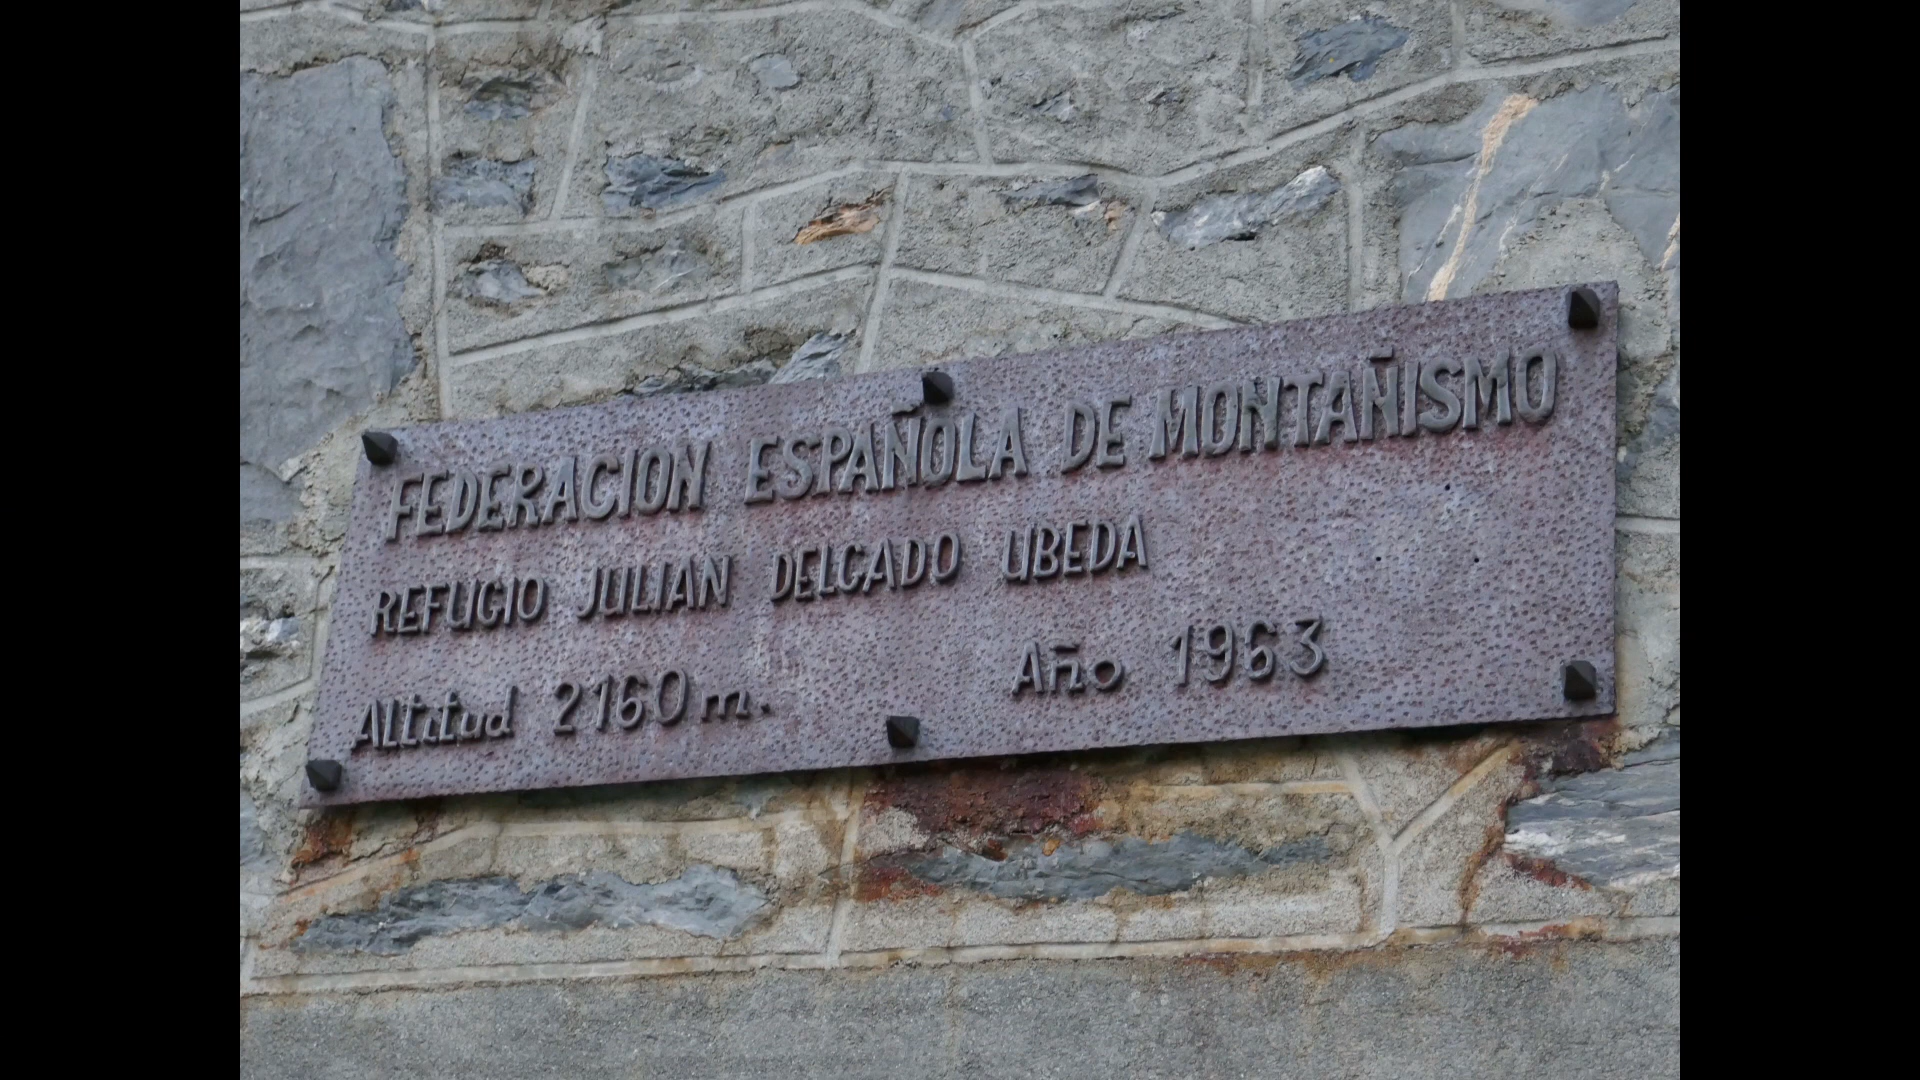 FEDERACION ESPAÑOLA DE MONTAÑISMO
REFUGIO JULIAN DELGADO UBEDA
Altitud 2160 m. Año 1963